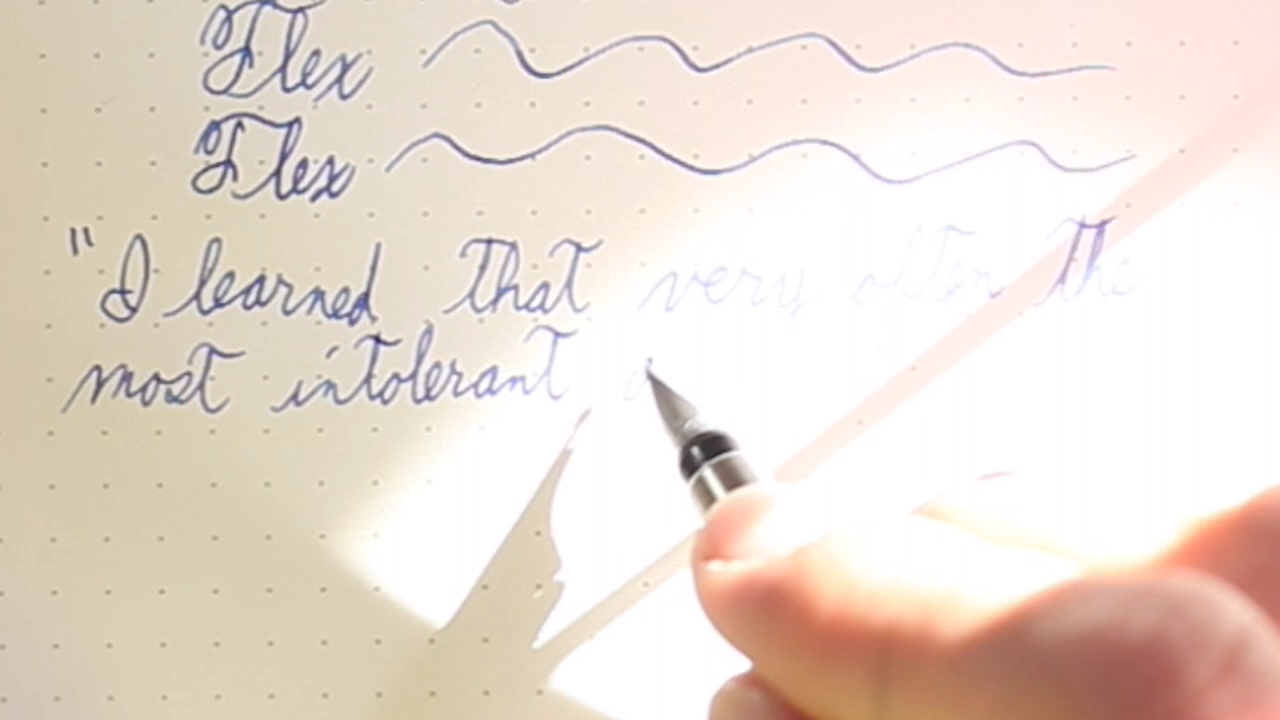 Flex
Flex
"I learned that very often the
most intolerant